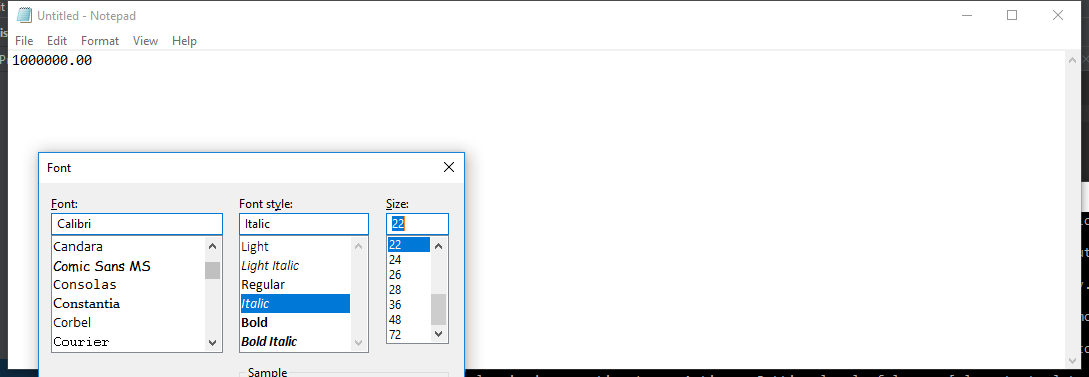 Untitled - Notepad
File Edit Format View Help
1000000.00
Font
Font: Font style: Size:
Calibri Italic 22
Candara Light 22
Comic Sans MS Light Italic 24
Consolas Regular 26
Constantia Italic 28
Corbel Bold 36
Courier Bold Italic 48
72
Sample